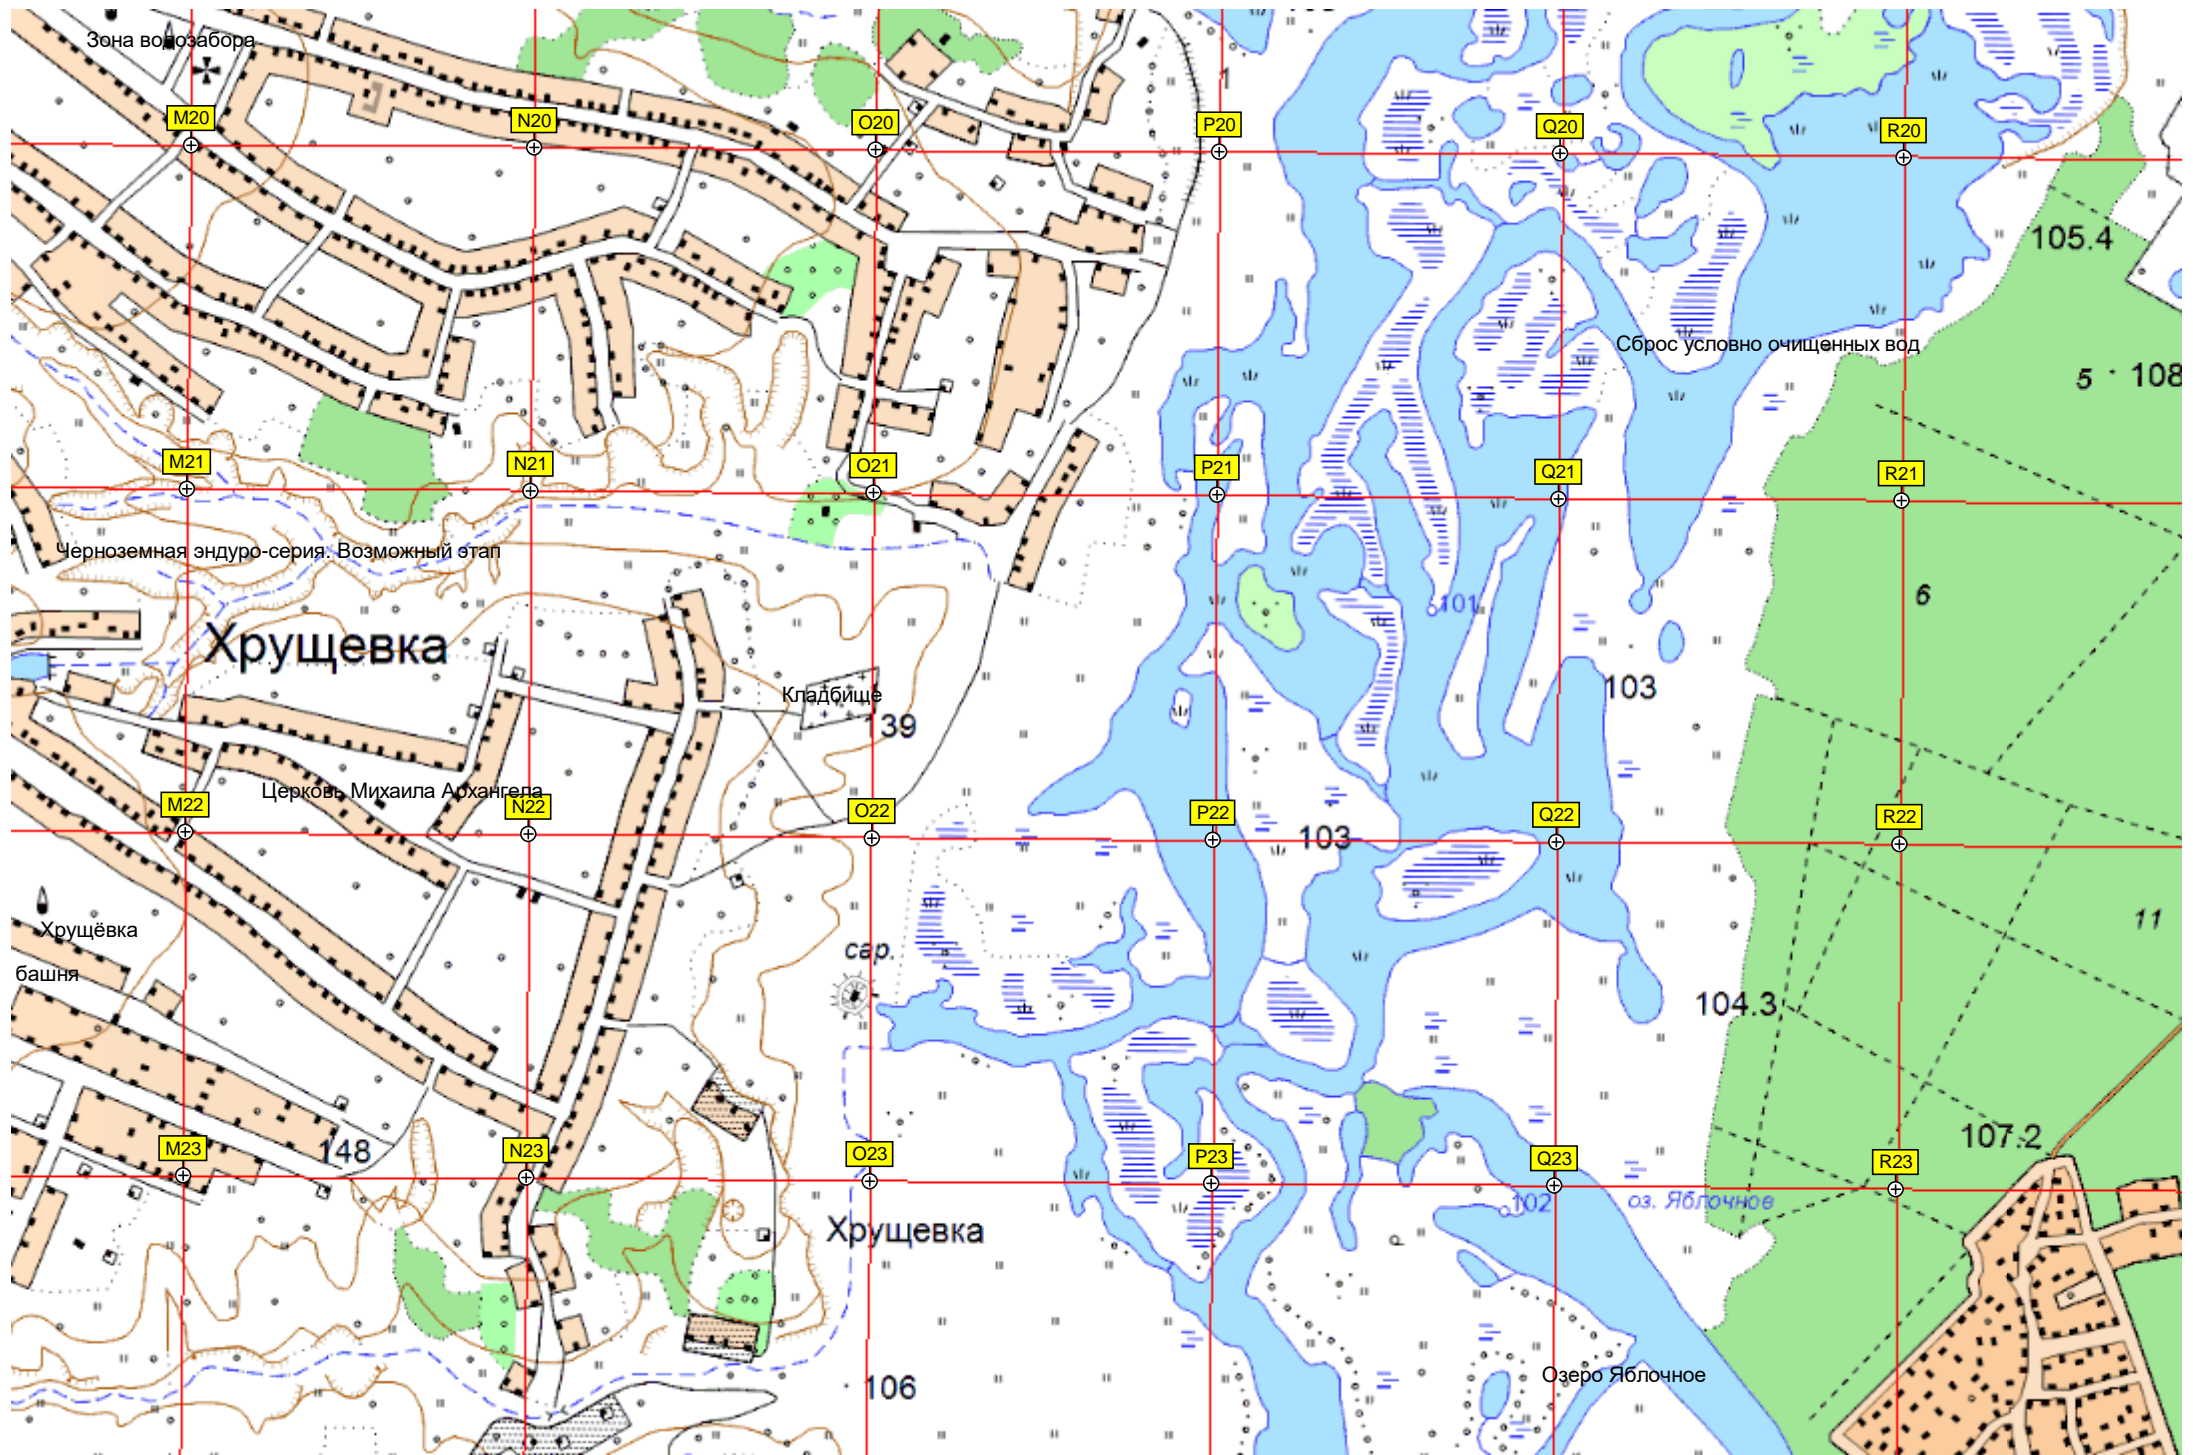 Зона водозабора
M20
N20
O20
P20
Q20
R20
105.4
Сброс условно очищенных вод
5
108
M21
N21
O21
P21
Q21
R21
Черноземная эндуро-серия. Возможный этап
101
6
Хрущевка
Кладбище
139
103
Церковь Михаила Архангела
M22
N22
O22
P22
103
Q22
R22
11
Хрущёвка
сар.
башня
104.3
107.2
148
M23
N23
O23
P23
Q23
R23
102
оз. Яблочное
Хрущевка
Озеро Яблочное
106